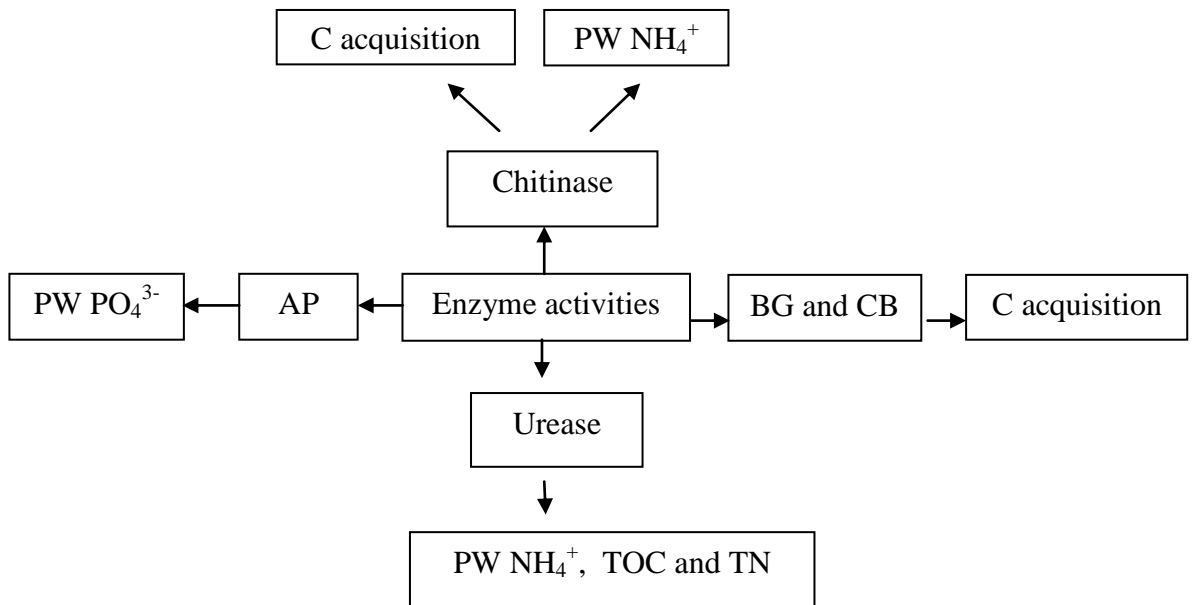 C acquisition
PW NH₄⁺
Chitinase
PW PO₄³⁻
AP
Enzyme activities
BG and CB
C acquisition
Urease
PW NH₄⁺, TOC and TN